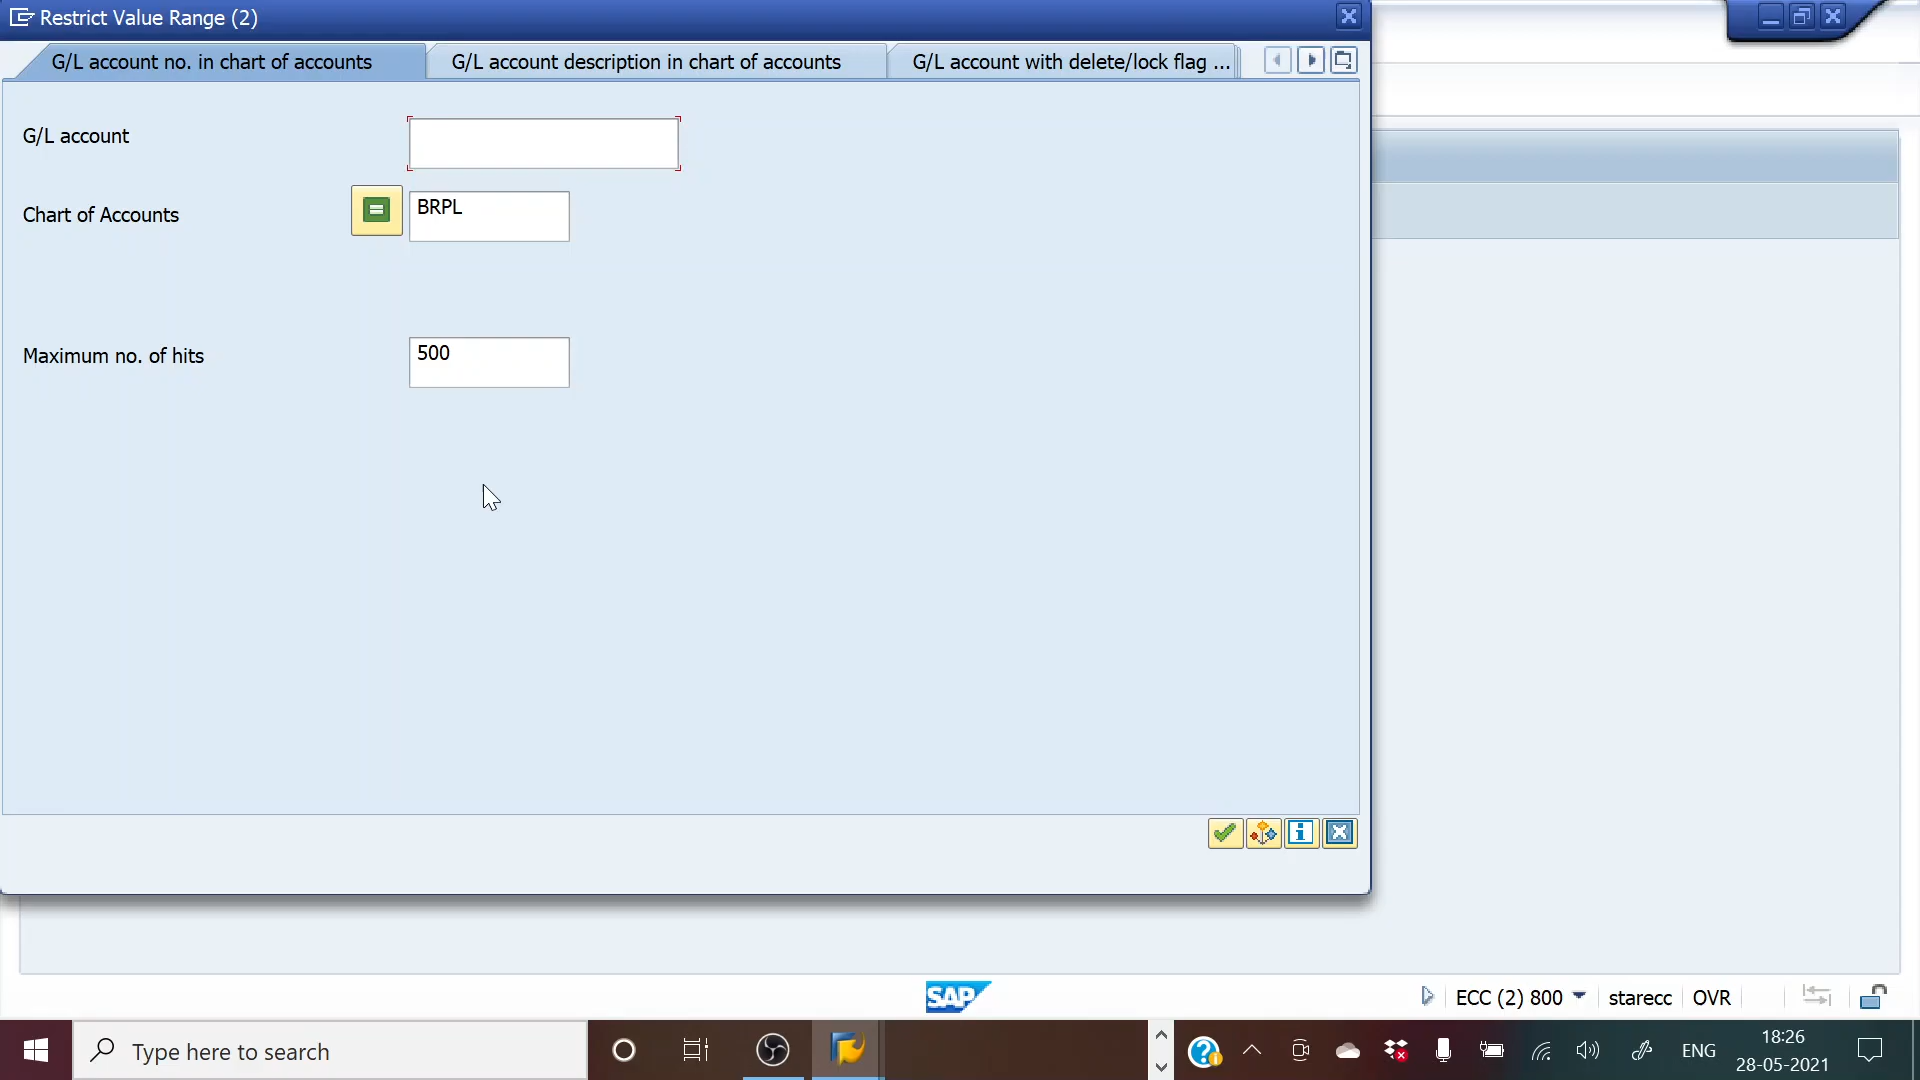 Restrict Value Range (2)
G/L account no. in chart of accounts
G/L account description in chart of accounts
G/L account with delete/lock flag ...
G/L account
Chart of Accounts
BRPL
Maximum no. of hits
500
SAP
ECC (2) 800
starecc
OVR
Type here to search
ENG
18:26
28-05-2021